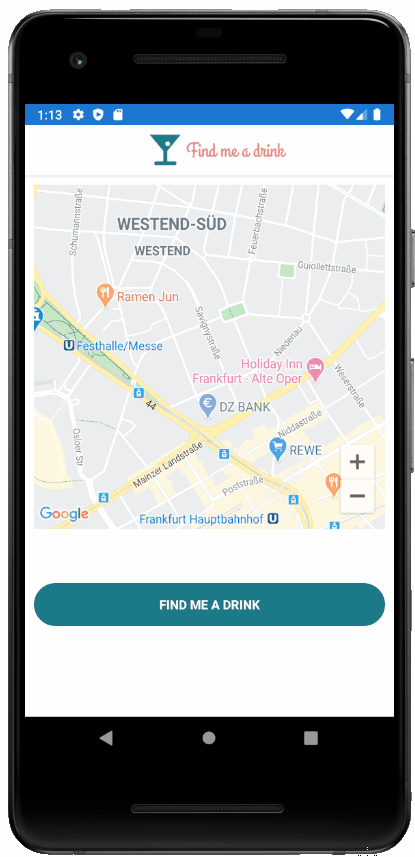 1:13
Find me a drink
Schumannstraße
WESTEND-SÜD
Feuerbachstraße
WESTEND
Guiollettstraße
Ramen Jun
Savignystraße
Niedenau
Festhalle/Messe
Holiday Inn
Frankfurt - Alte Oper
Weserstraße
44
DZ BANK
Niddastraße
Osloer Str
REWE
Mainzer Landstraße
Poststraße
Google
Frankfurt Hauptbahnhof
FIND ME A DRINK